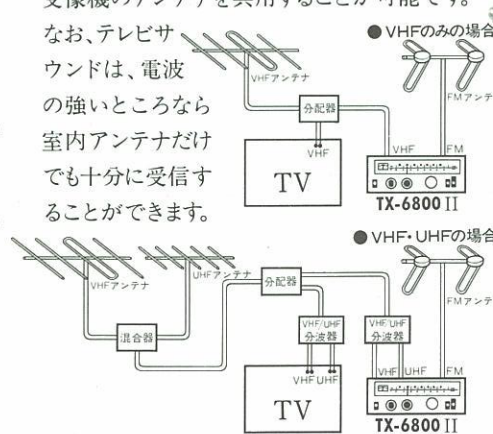 受像機のアンテナを共用することが可能です。
なお、テレビサ
ウンドは、電波
の強いところなら
室内アンテナだけ
でも十分に受信す
ることができます。
●VHFのみの場合
VHFアンテナ
FMアンテ
分配器
VHF
TV
VHF
FM
TX-6800 II
●VHF・UHFの場合
VHFアンテナ
UHFアンテナ
FMアンテ
混合器
分配器
VHF/UHF
分波器
VHF/UHF
分波器
VHF
UHF
TV
VHF
UHF
FM
TX-6800 II